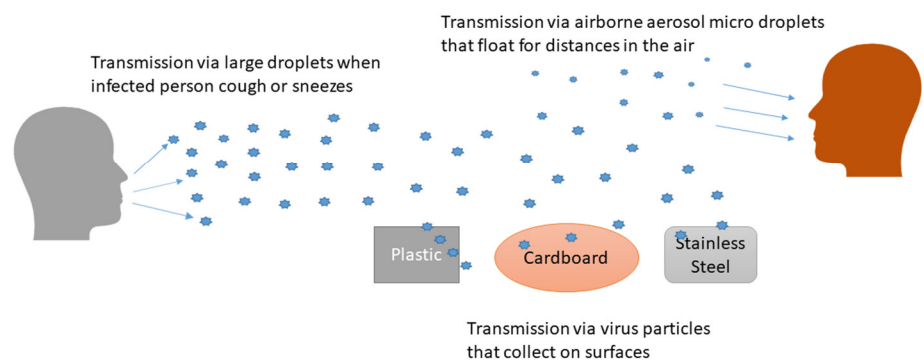 Transmission via large droplets when
infected person cough or sneezes
Transmission via airborne aerosol micro droplets
that float for distances in the air
Plastic
Cardboard
Stainless
Steel
Transmission via virus particles
that collect on surfaces